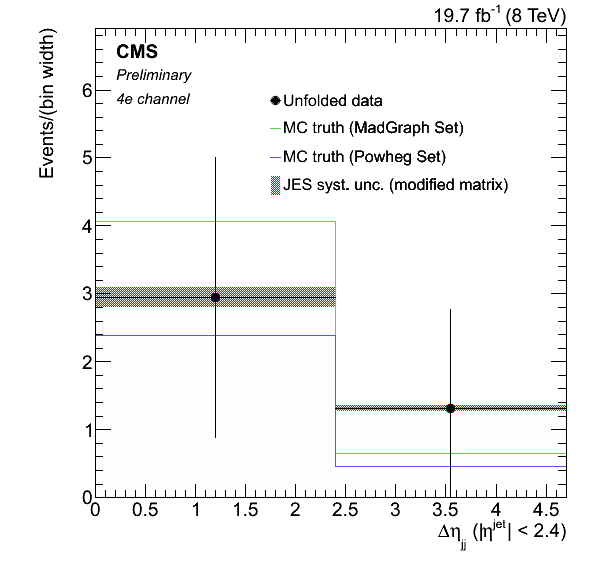 19.7 fb⁻¹ (8 TeV)
Events/(bin width)
CMS
Preliminary
4e channel
Unfolded data
MC truth (MadGraph Set)
MC truth (Powheg Set)
JES syst. unc. (modified matrix)
6
5
4
3
2
1
0
0 0.5 1 1.5 2 2.5 3 3.5 4 4.5
Δη_jj (|η^jet| < 2.4)